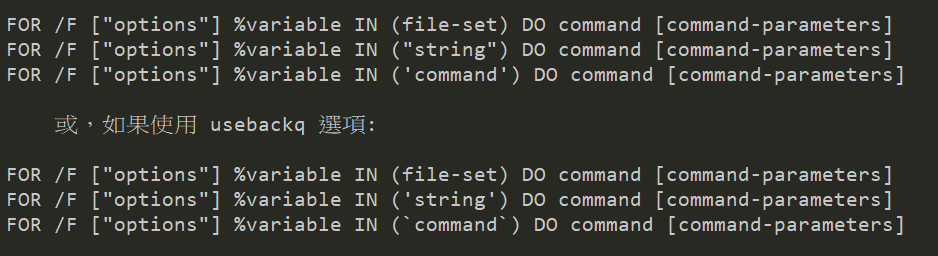 FOR /F ["options"] %variable IN (file-set) DO command [command-parameters]
FOR /F ["options"] %variable IN ("string") DO command [command-parameters]
FOR /F ["options"] %variable IN ('command') DO command [command-parameters]
或，如果使用 usebackq 選項:
FOR /F ["options"] %variable IN (file-set) DO command [command-parameters]
FOR /F ["options"] %variable IN ('string') DO command [command-parameters]
FOR /F ["options"] %variable IN (`command`) DO command [command-parameters]